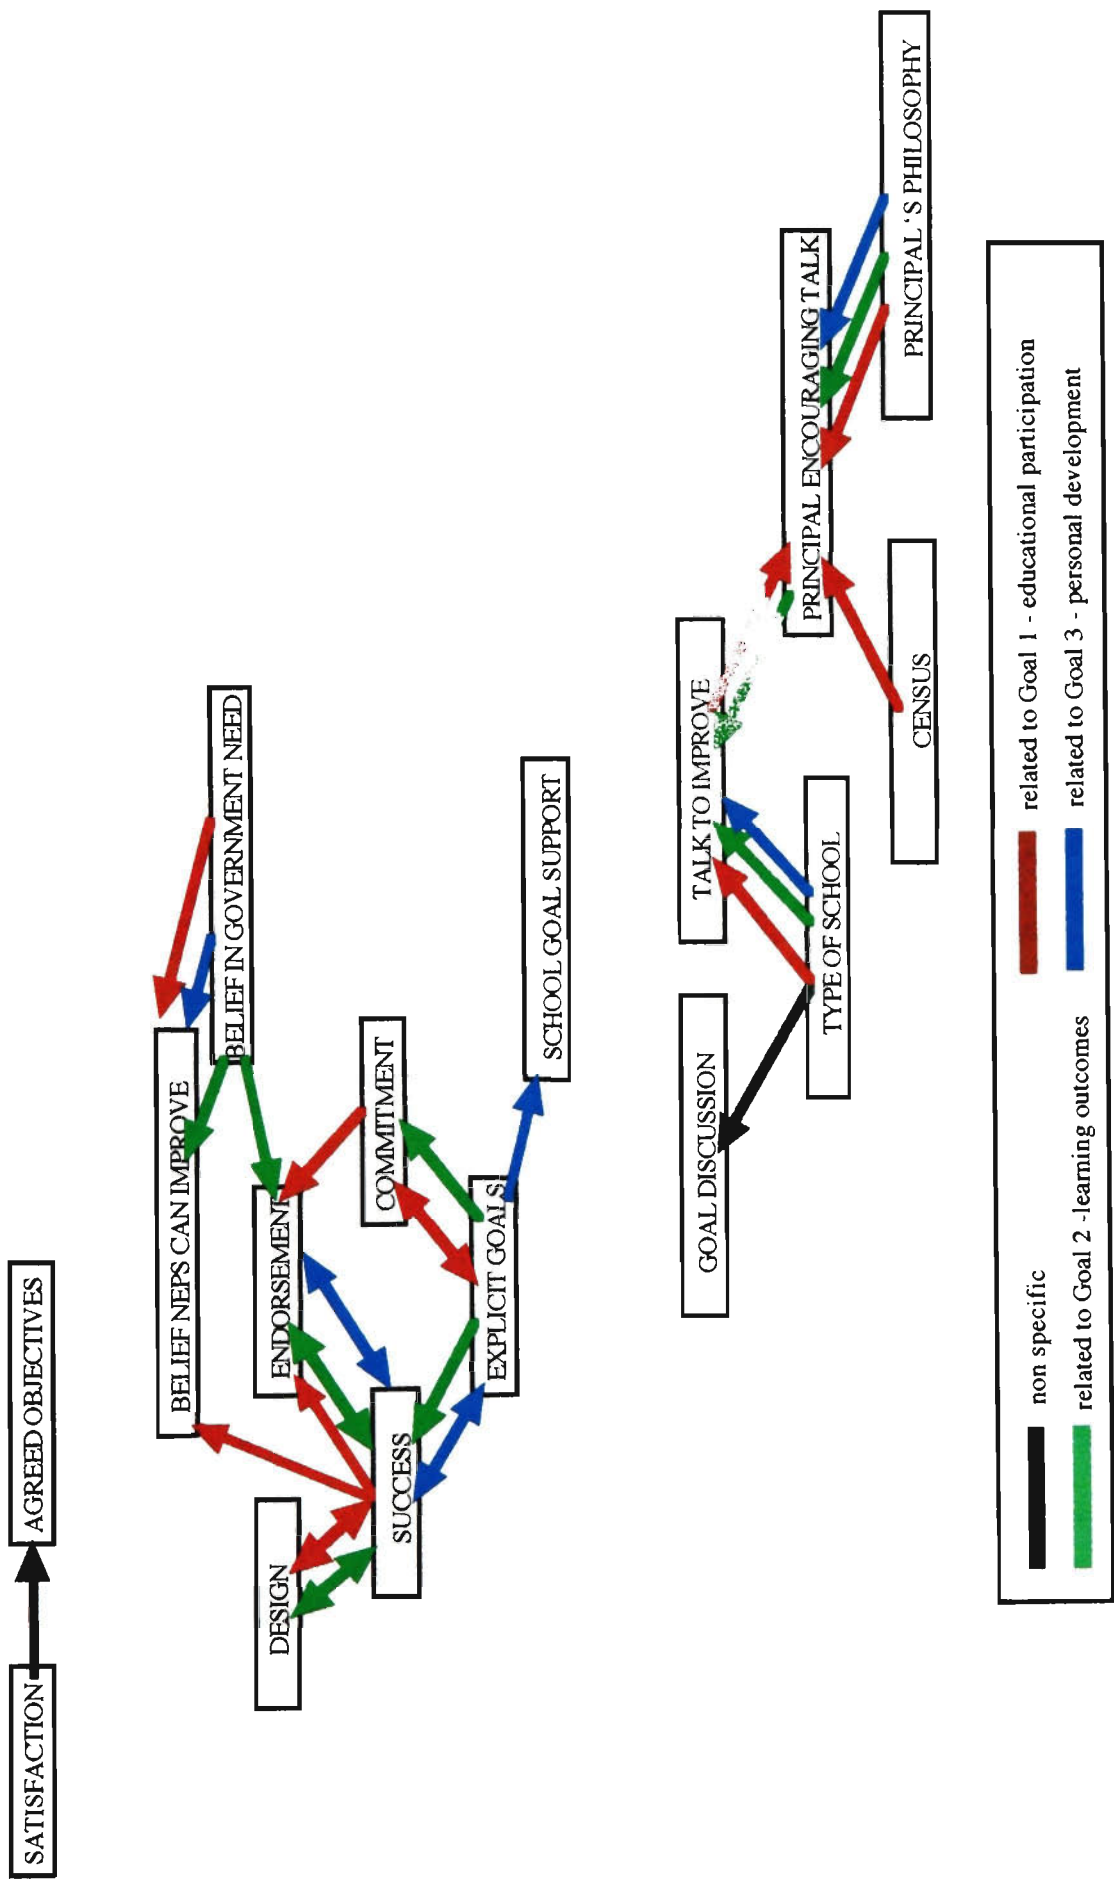 SATISFACTION
AGREED OBJECTIVES
BELIEF NEPS CAN IMPROVE
BELIEF IN GOVERNMENT NEED
DESIGN
ENDORSEMENT
SUCCESS
COMMITMENT
EXPLICIT GOALS
SCHOOL GOAL SUPPORT
GOAL DISCUSSION
TALK TO IMPROVE
PRINCIPAL ENCOURAGING TALK
TYPE OF SCHOOL
CENSUS
PRINCIPAL ‘S PHILOSOPHY
non specific
related to Goal 1 - educational participation
related to Goal 2 -learning outcomes
related to Goal 3 - personal development